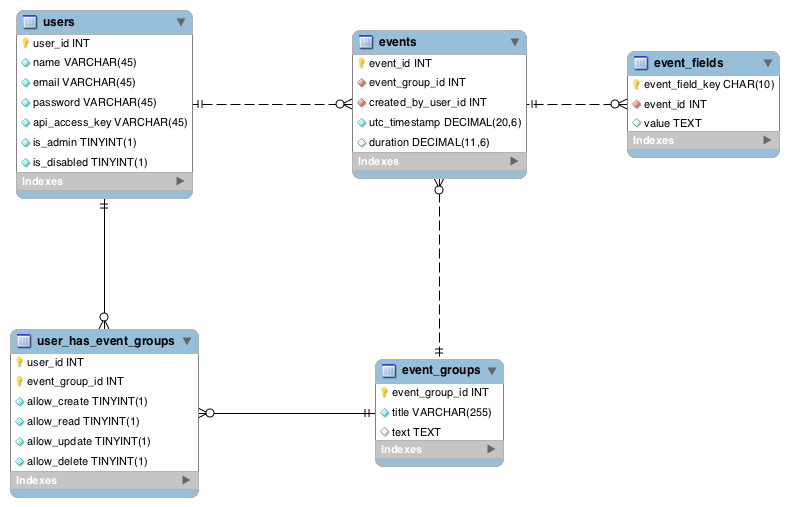 users
user_id INT
name VARCHAR(45)
email VARCHAR(45)
password VARCHAR(45)
api_access_key VARCHAR(45)
is_admin TINYINT(1)
is_disabled TINYINT(1)
Indexes
events
event_id INT
event_group_id INT
created_by_user_id INT
utc_timestamp DECIMAL(20,6)
duration DECIMAL(11,6)
Indexes
event_fields
event_field_key CHAR(10)
event_id INT
value TEXT
Indexes
user_has_event_groups
user_id INT
event_group_id INT
allow_create TINYINT(1)
allow_read TINYINT(1)
allow_update TINYINT(1)
allow_delete TINYINT(1)
Indexes
event_groups
event_group_id INT
title VARCHAR(255)
text TEXT
Indexes